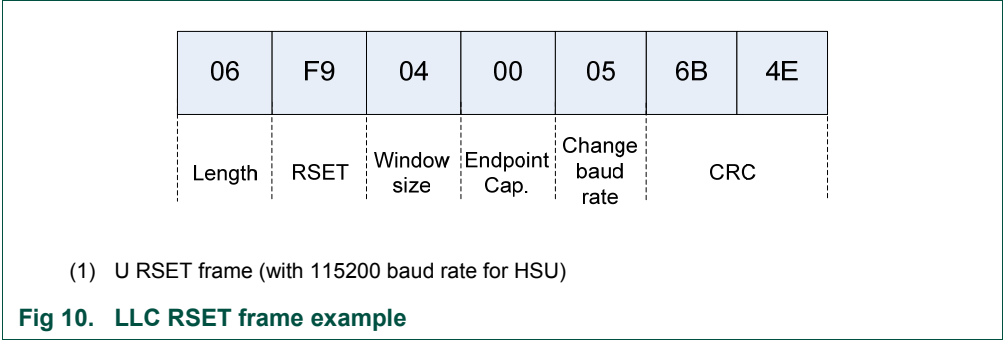 06 F9 04 00 05 6B 4E
Length RSET Window size Endpoint Cap. Change baud rate CRC
(1) U RSET frame (with 115200 baud rate for HSU)
Fig 10. LLC RSET frame example